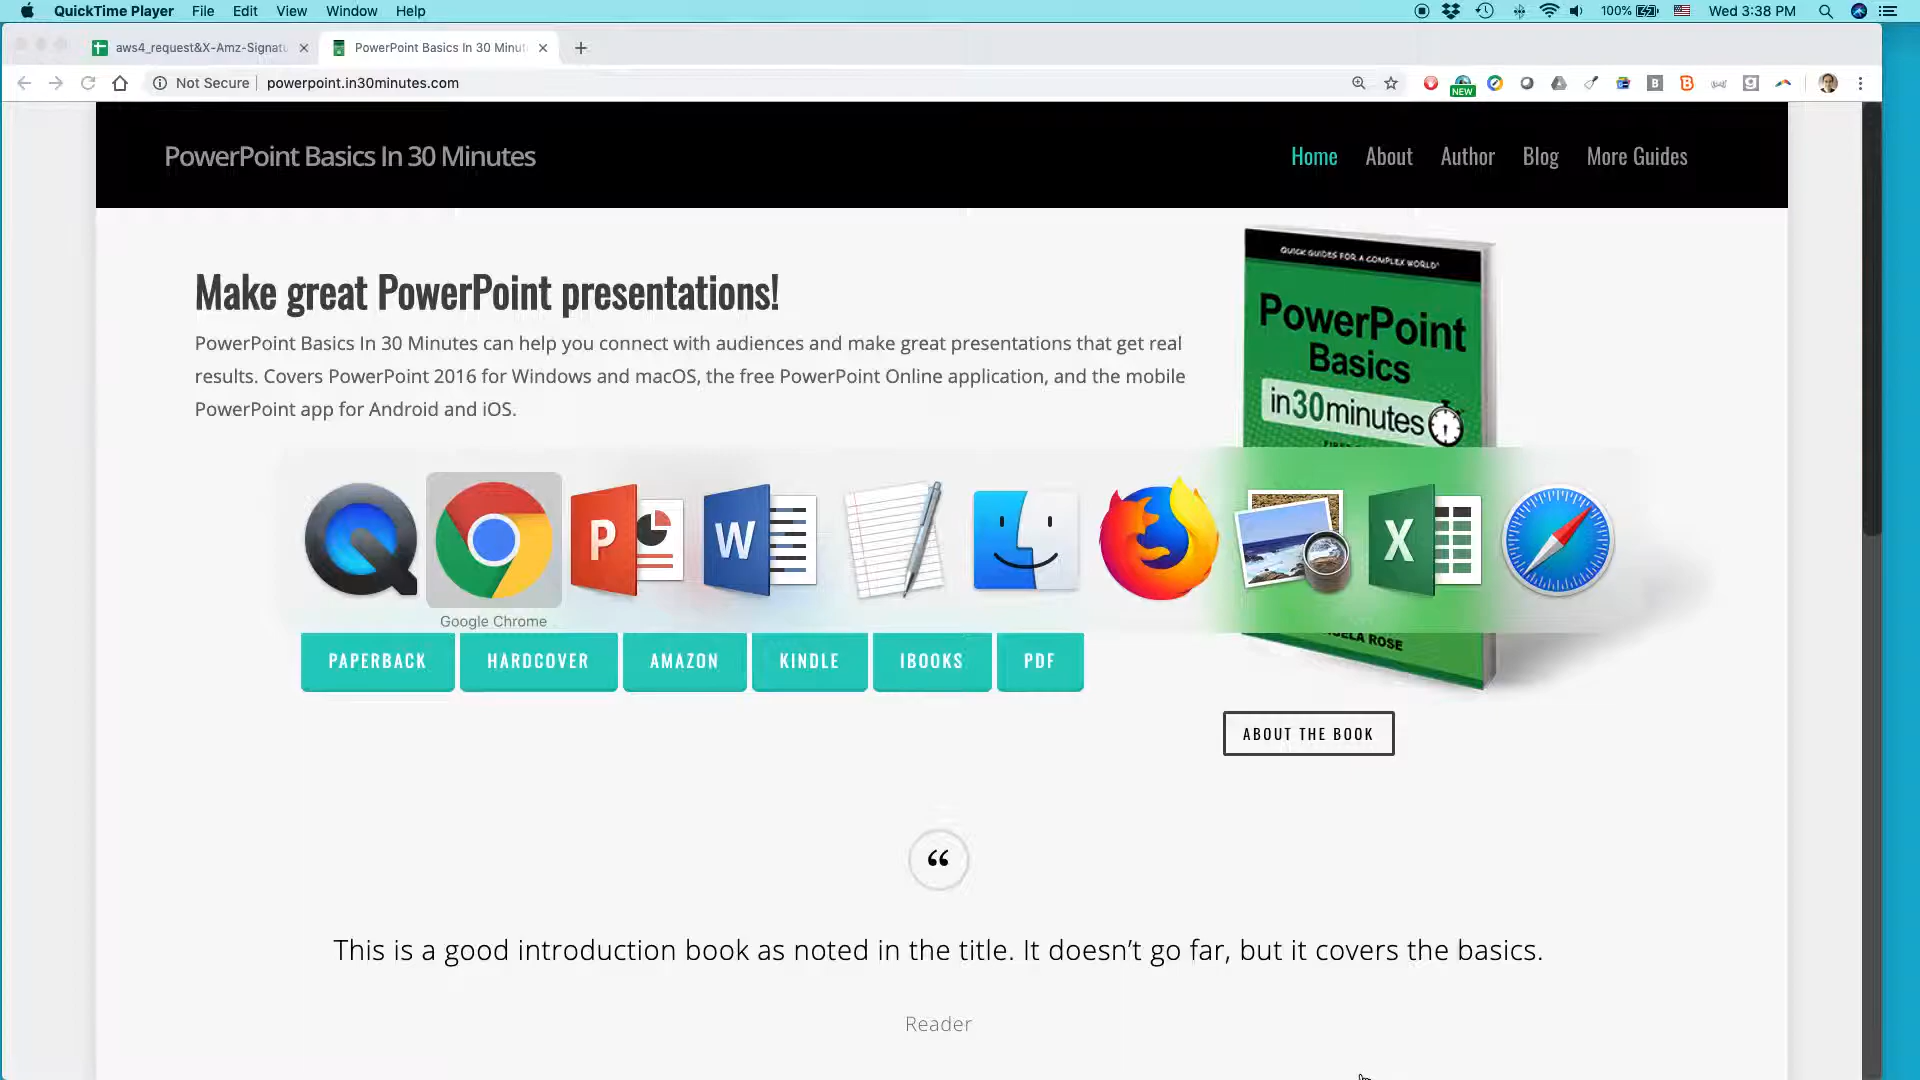 QuickTime Player File Edit View Window Help 100% Wed 3:38 PM
aws4_request&X-Amz-Signatu PowerPoint Basics In 30 Minut
Not Secure powerpoint.in30minutes.com NEW
PowerPoint Basics In 30 Minutes
Home About Author Blog More Guides
QUICK GUIDES FOR A COMPLEX WORLD
PowerPoint
Basics
in30minutes
Make great PowerPoint presentations!
PowerPoint Basics In 30 Minutes can help you connect with audiences and make great presentations that get real
results. Covers PowerPoint 2016 for Windows and macOS, the free PowerPoint Online application, and the mobile
PowerPoint app for Android and iOS.
P W X
Google Chrome
PAPERBACK HARDCOVER AMAZON KINDLE IBOOKS PDF
ROSE
ABOUT THE BOOK
“
This is a good introduction book as noted in the title. It doesn’t go far, but it covers the basics.
Reader